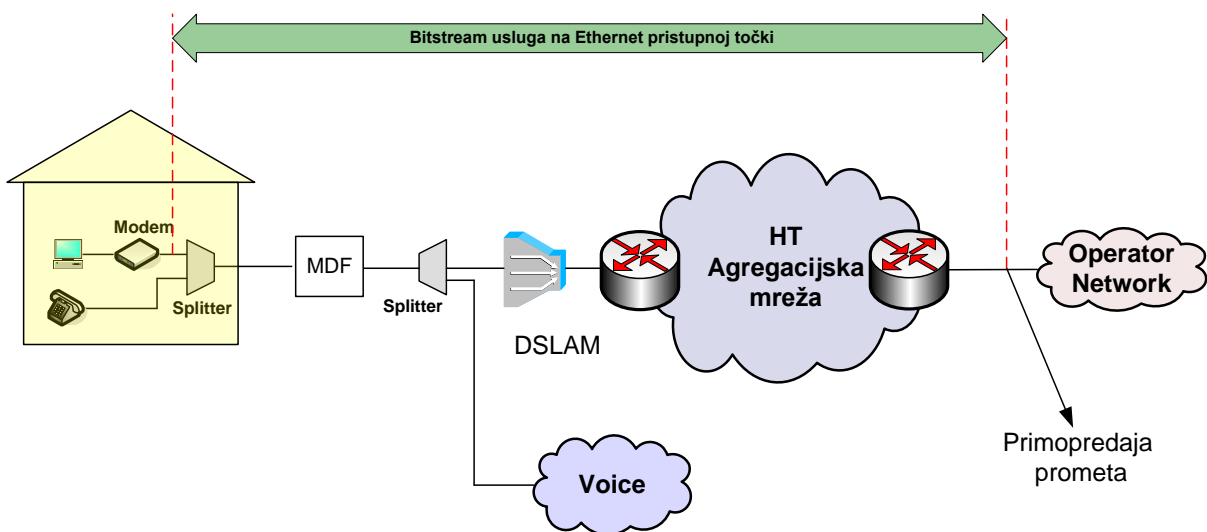 Bitstream usluga na Ethernet pristupnoj točki
Modem
Splitter
MDF
Splitter
DSLAM
HT
Agregacijska
mreža
Operator
Network
Primopredaja
prometa
Voice